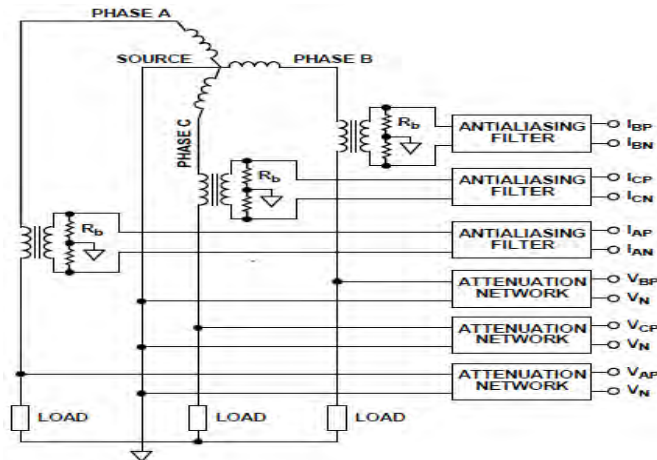 PHASE A
SOURCE
PHASE B
PHASE C
Rb
ANTIALIASING
FILTER
IBP
IBN
Rb
ANTIALIASING
FILTER
ICP
ICN
Rb
ANTIALIASING
FILTER
IAP
IAN
ATTENUATION
NETWORK
VBP
VN
ATTENUATION
NETWORK
VCP
VN
ATTENUATION
NETWORK
VAP
VN
LOAD
LOAD
LOAD